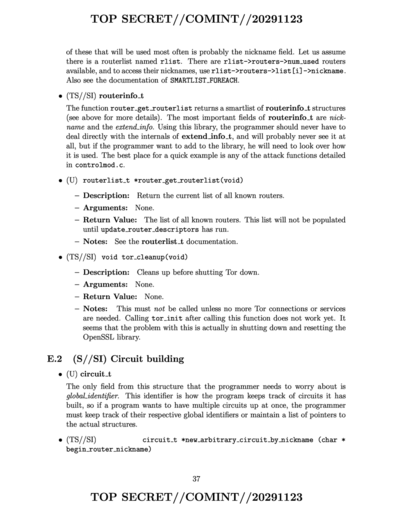 TOP SECRET//COMINT//20291123
of these that will be used most often is probably the nickname field. Let us assume
there is a routerlist named rlist. There are rlist->routers->num_used routers
available, and to access their nicknames, use rlist->routers->list[i]->nickname.
Also see the documentation of SMARTLIST_FOREACH.
• (TS//SI) routerinfo_t
The function router_get_routerlist returns a smartlist of routerinfo_t structures
(see above for more details). The most important fields of routerinfo_t are nick-
name and the extend_info. Using this library, the programmer should never have to
deal directly with the internals of extend_info_t, and will probably never see it at
all, but if the programmer want to add to the library, he will need to look over how
it is used. The best place for a quick example is any of the attack functions detailed
in controlmod.c.
• (U) routerlist_t *router_get_routerlist(void)
– Description: Return the current list of all known routers.
– Arguments: None.
– Return Value: The list of all known routers. This list will not be populated
until update_router_descriptors has run.
– Notes: See the routerlist_t documentation.
• (TS//SI) void tor_cleanup(void)
– Description: Cleans up before shutting Tor down.
– Arguments: None.
– Return Value: None.
– Notes: This must not be called unless no more Tor connections or services
are needed. Calling tor_init after calling this function does not work yet. It
seems that the problem with this is actually in shutting down and resetting the
OpenSSL library.
E.2 (S//SI) Circuit building
• (U) circuit_t
The only field from this structure that the programmer needs to worry about is
global_identifier. This identifier is how the program keeps track of circuits it has
built, so if a program wants to have multiple circuits up at once, the programmer
must keep track of their respective global identifiers or maintain a list of pointers to
the actual structures.
• (TS//SI) circuit_t *new_arbitrary_circuit_by_nickname (char *
begin_router_nickname)
37
TOP SECRET//COMINT//20291123